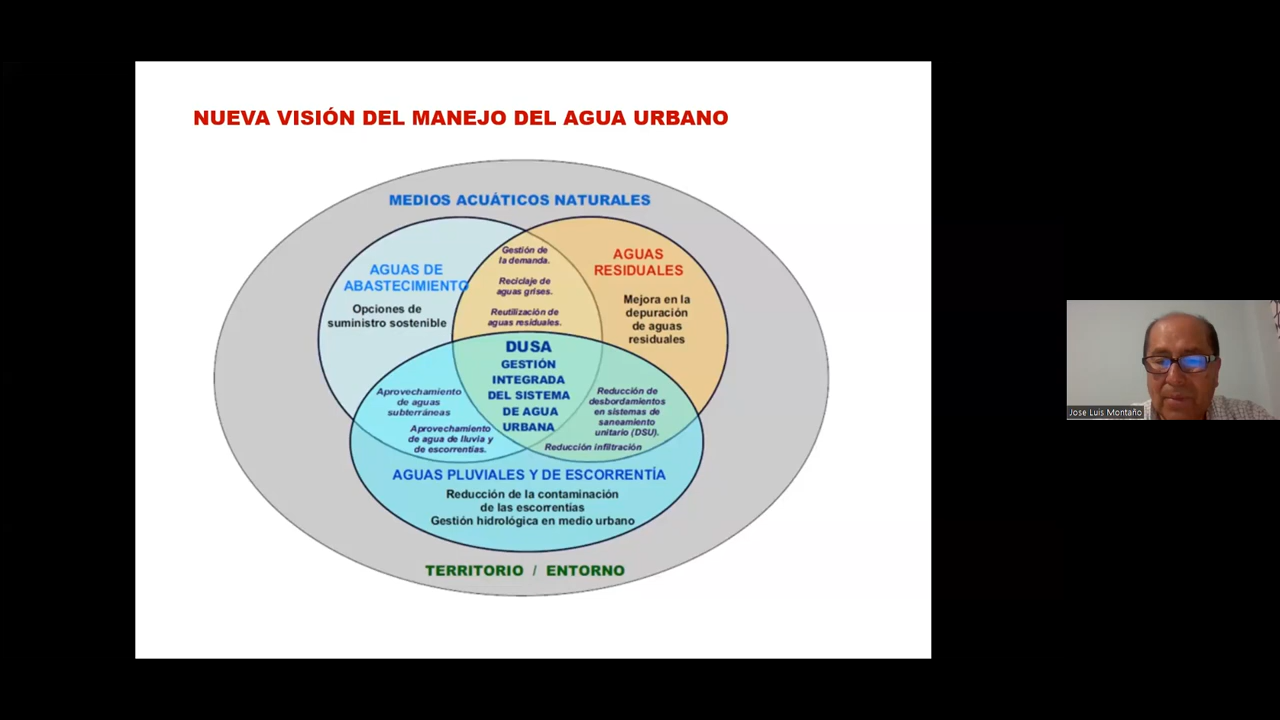 NUEVA VISIÓN DEL MANEJO DEL AGUA URBANO
MEDIOS ACUÁTICOS NATURALES
AGUAS DE
ABASTECIMIENTO
Opciones de
suministro sostenible
Gestión de
la demanda.
Reciclaje de
aguas grises.
Reutilización de
aguas residuales.
AGUAS
RESIDUALES
Mejora en la
depuración
de aguas
residuales
DUSA
GESTIÓN
INTEGRADA
DEL SISTEMA
DE AGUA
URBANA
Aprovechamiento
de aguas
subterráneas
Aprovechamiento
de agua de lluvia y
de escorrentías.
Reducción de
desbordamientos
en sistemas de
saneamiento
unitario (DSU).
Reducción infiltración
AGUAS PLUVIALES Y DE ESCORRENTÍA
Reducción de la contaminación
de las escorrentías
Gestión hidrológica en medio urbano
TERRITORIO / ENTORNO
Jose Luis Montaño